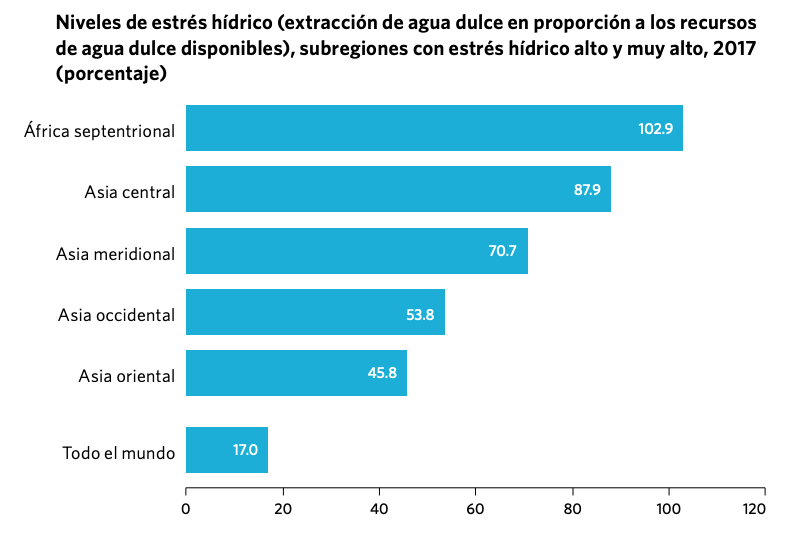 Niveles de estrés hídrico (extracción de agua dulce en proporción a los recursos
de agua dulce disponibles), subregiones con estrés hídrico alto y muy alto, 2017
(porcentaje)
África septentrional 102.9
Asia central 87.9
Asia meridional 70.7
Asia occidental 53.8
Asia oriental 45.8
Todo el mundo 17.0
0 20 40 60 80 100 120